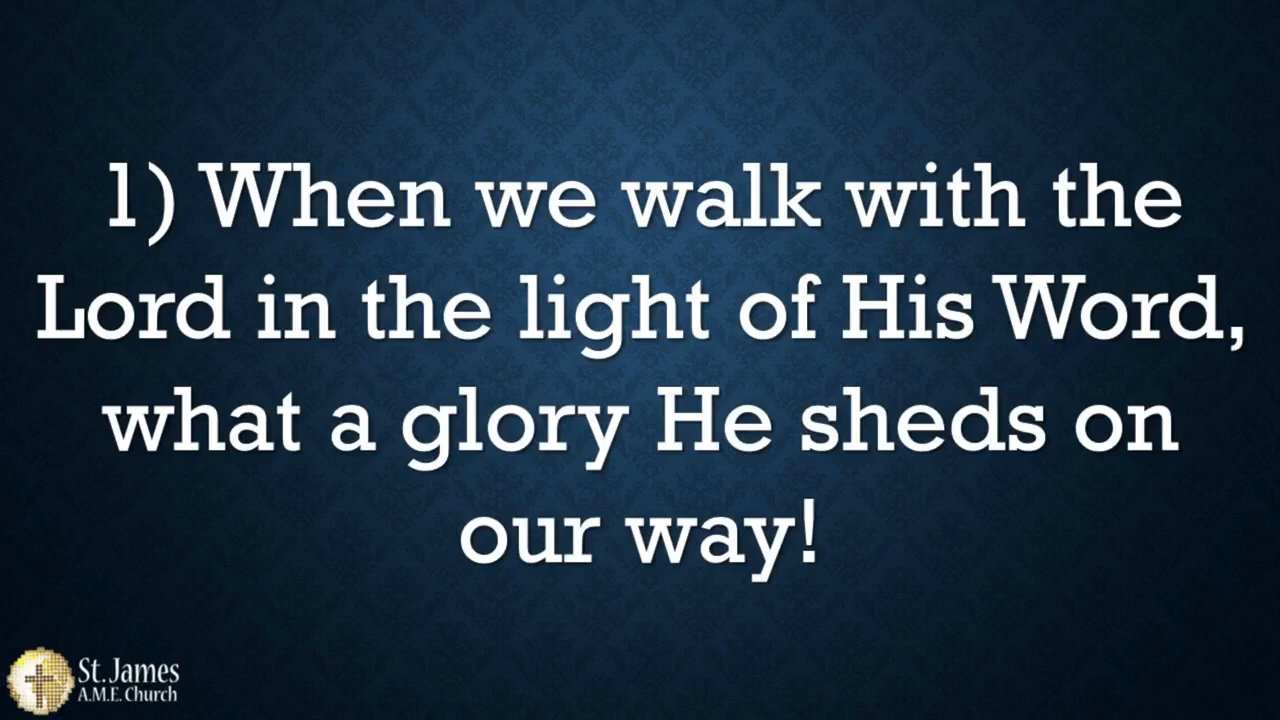 1) When we walk with the
Lord in the light of His Word,
what a glory He sheds on
our way!
St. James
A.M.E. Church